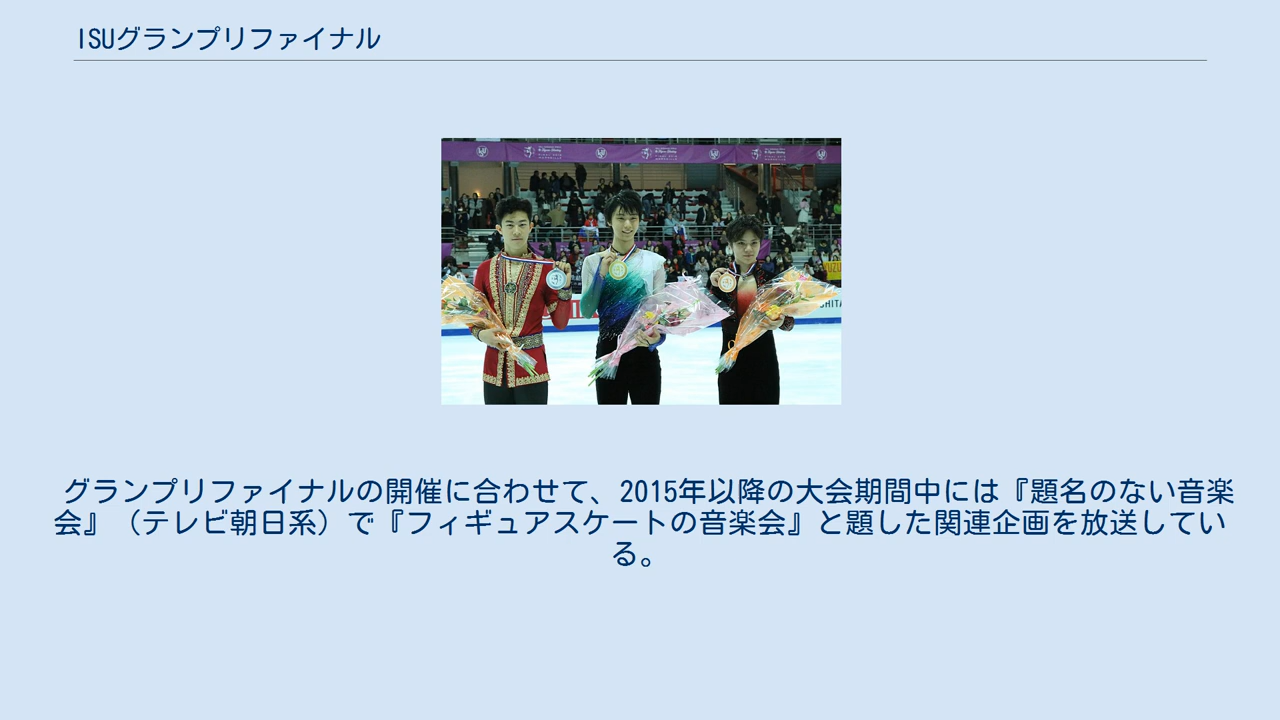 ISUグランプリファイナル
グランプリファイナルの開催に合わせて、2015年以降の大会期間中には『題名のない音楽
会』（テレビ朝日系）で『フィギュアスケートの音楽会』と題した関連企画を放送してい
る。